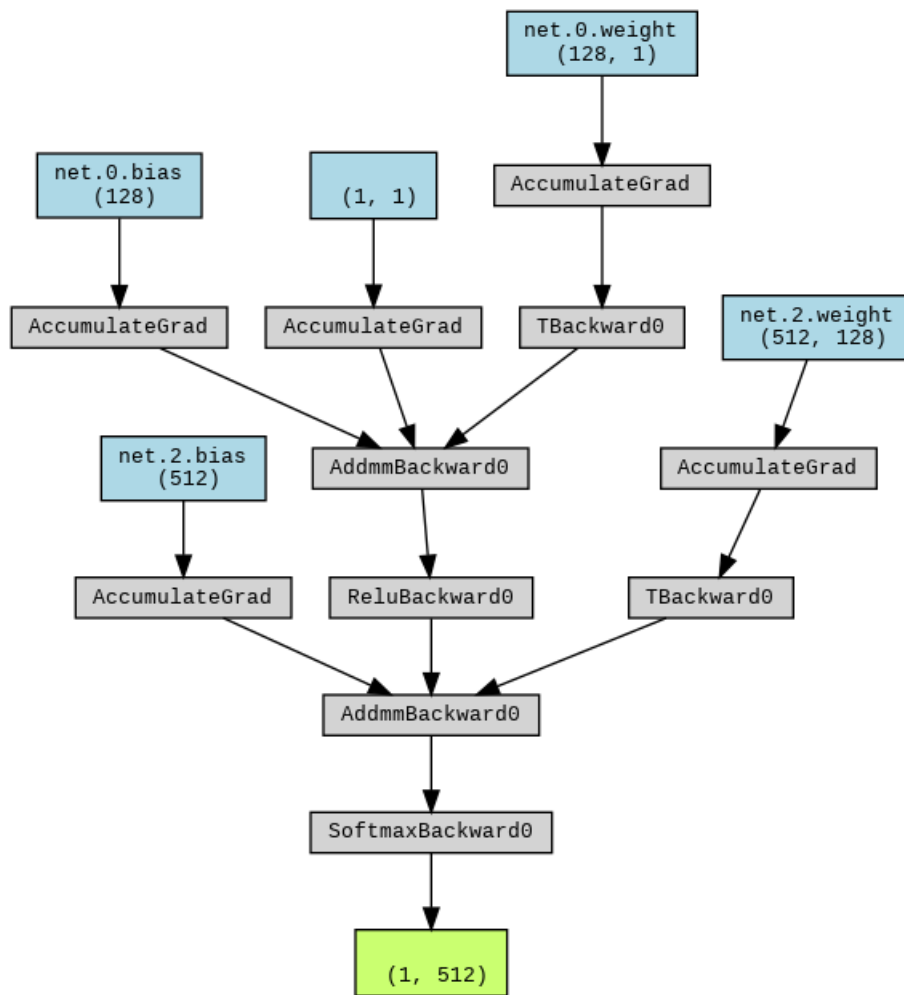 net.0.weight
(128, 1)
net.0.bias
(128)
(1, 1)
AccumulateGrad
AccumulateGrad
AccumulateGrad
TBackward0
net.2.weight
(512, 128)
net.2.bias
(512)
AddmmBackward0
AccumulateGrad
AccumulateGrad
ReluBackward0
TBackward0
AddmmBackward0
SoftmaxBackward0
(1, 512)